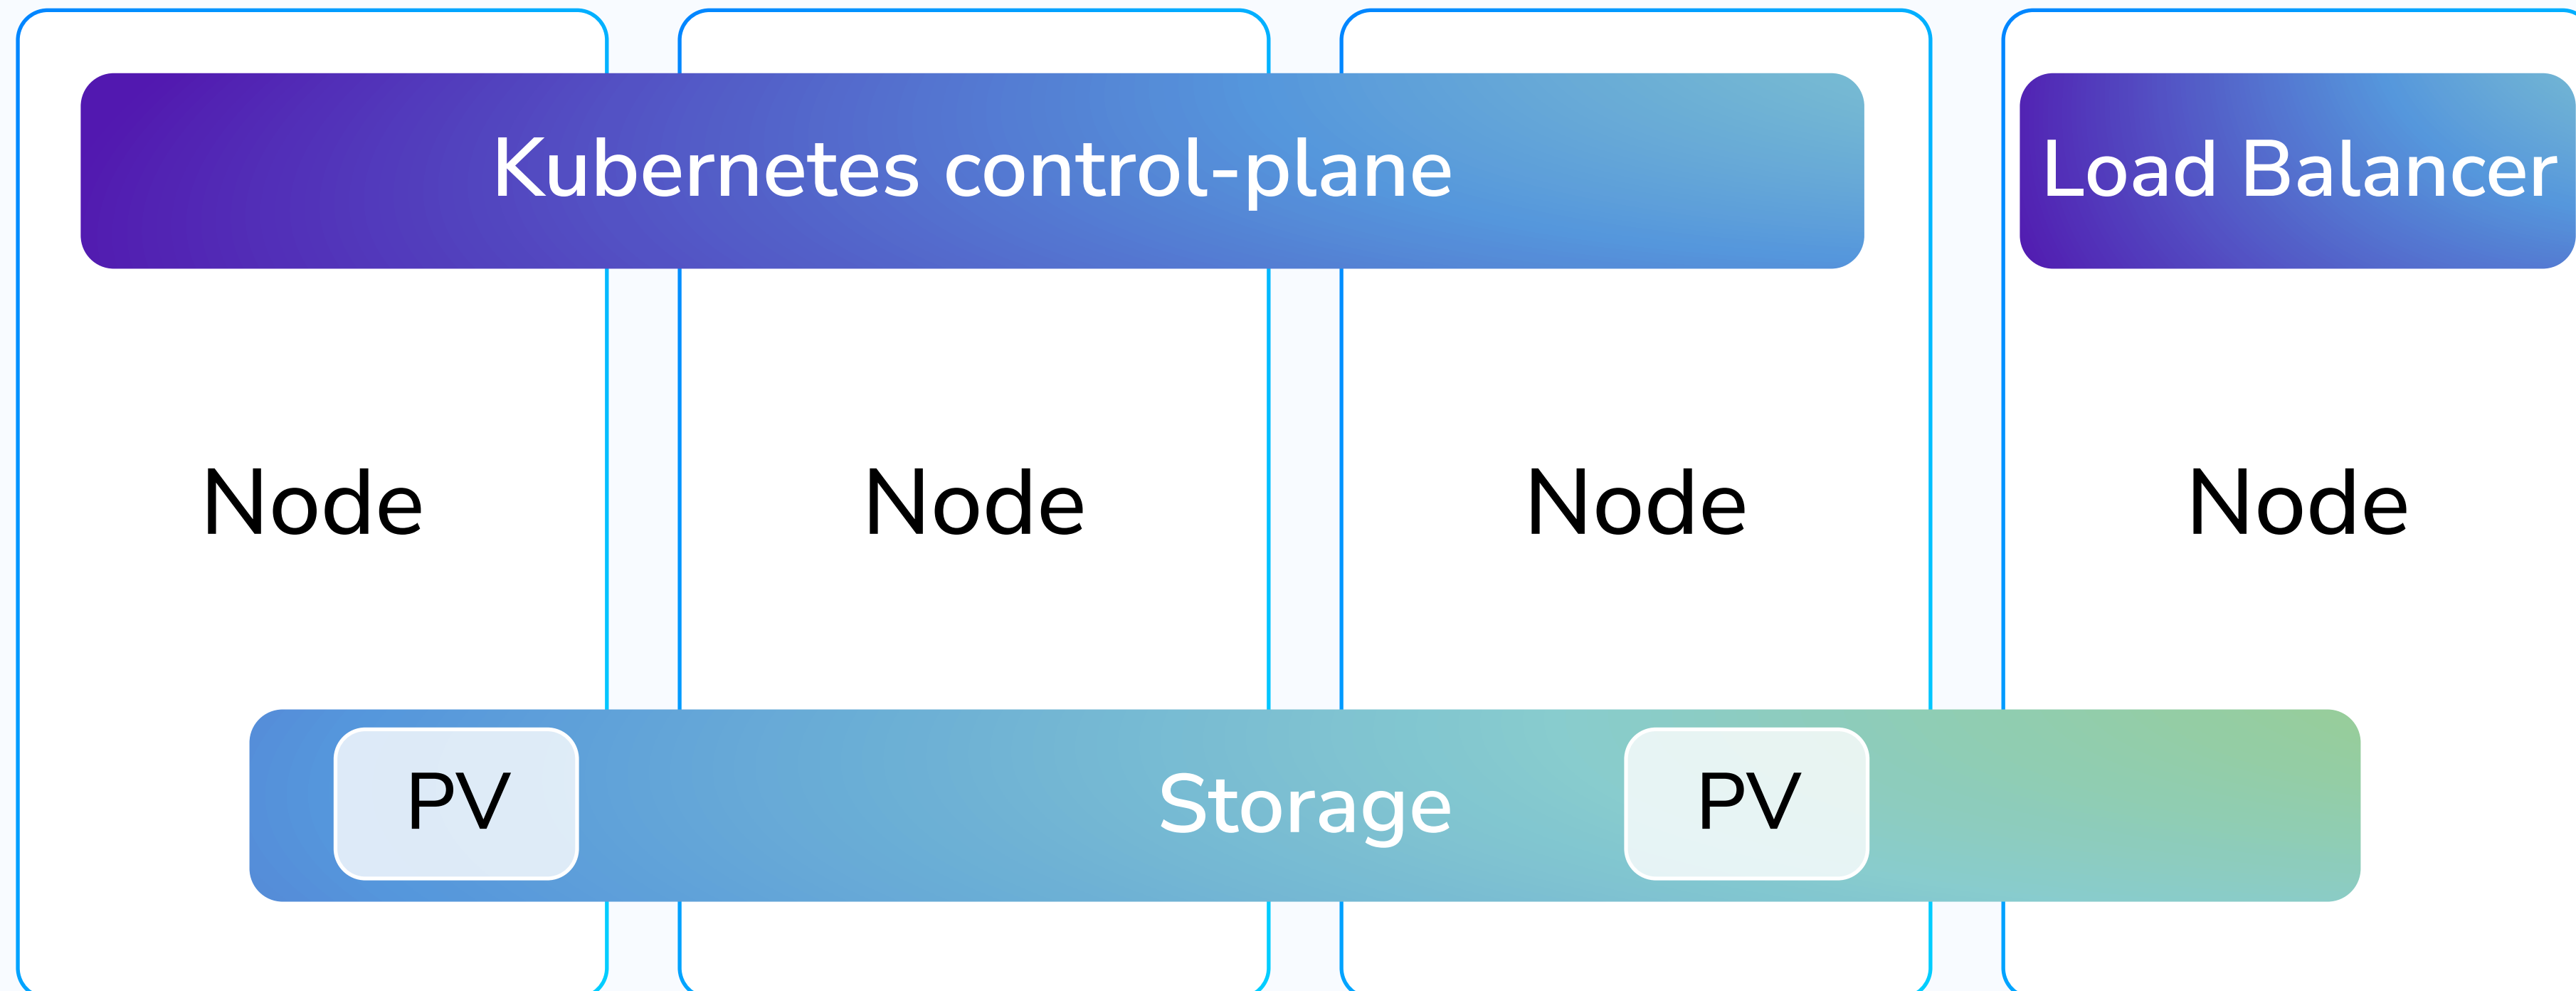 Kubernetes control-plane
Load Balancer
Node
Node
Node
Node
PV
Storage
PV